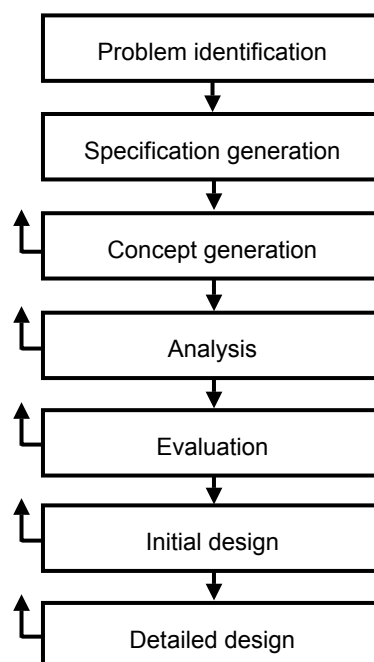 Problem identification
Specification generation
Concept generation
Analysis
Evaluation
Initial design
Detailed design